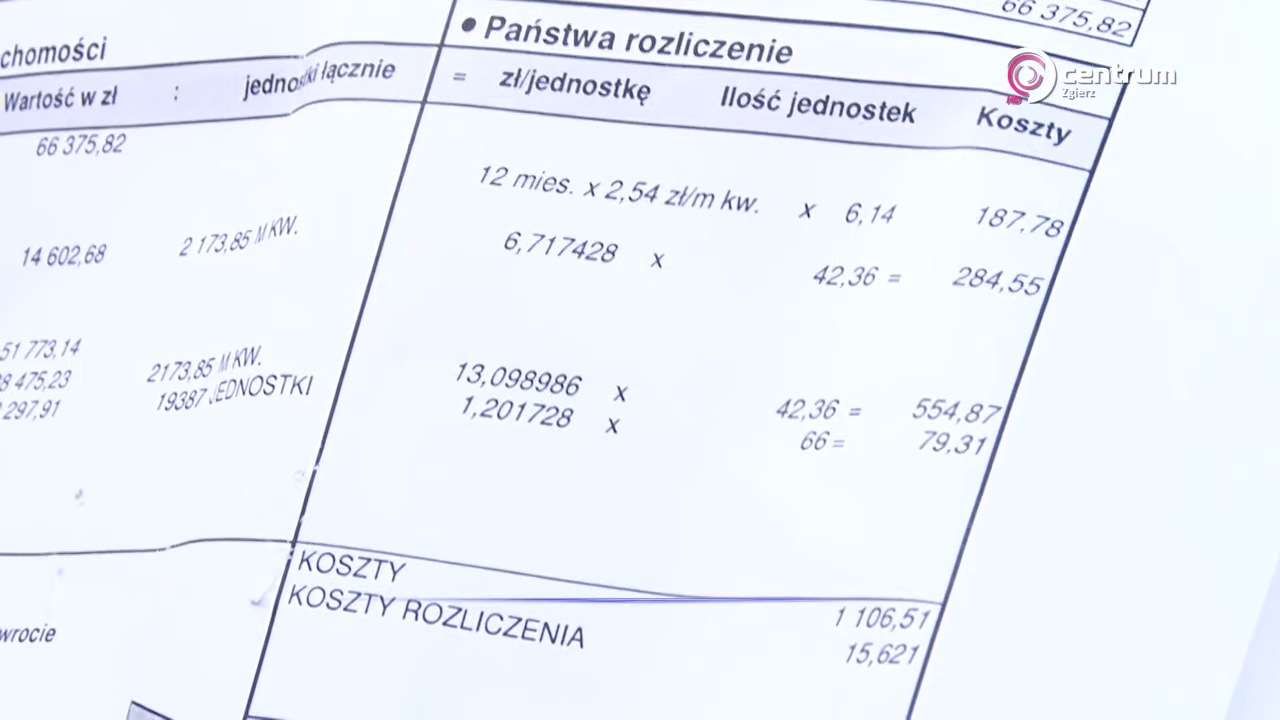 66 375,82
chomości
• Państwa rozliczenie
Wartość w zł : jednostki łącznie = zł/jednostkę Ilość jednostek Koszty
centrum
Zgierz
HD
66 375,82
12 mies. x 2,54 zł/m kw. x 6,14 187,78
14 602,68 2 173,85 M KW. 6,717428 x 42,36 = 284,55
51 773,14 2173,85 M KW. 13,098986 x 42,36 = 554,87
8 475,23 19387 JEDNOSTKI 1,201728 x 66 = 79,31
297,91
KOSZTY 1 106,51
KOSZTY ROZLICZENIA 15,621
wrocie